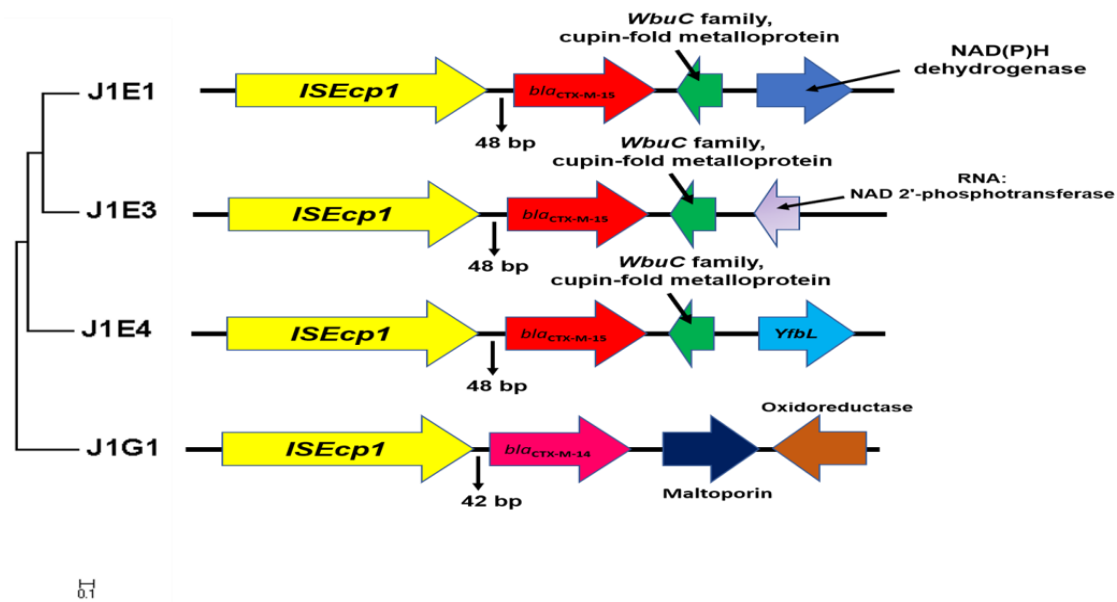 WbuC family,
cupin-fold metalloprotein
NAD(P)H
dehydrogenase
J1E1
ISEcp1
blaCTX-M-15
48 bp
WbuC family,
cupin-fold metalloprotein
RNA:
NAD 2'-phosphotransferase
J1E3
ISEcp1
blaCTX-M-15
48 bp
WbuC family,
cupin-fold metalloprotein
J1E4
ISEcp1
blaCTX-M-15
YfbL
48 bp
Oxidoreductase
J1G1
ISEcp1
blaCTX-M-14
Maltoporin
42 bp
0.1